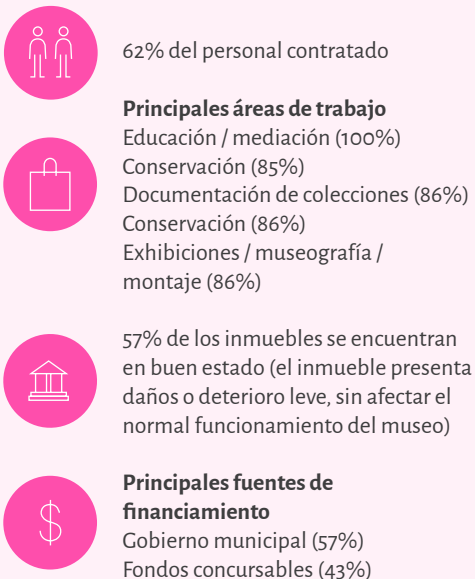 62% del personal contratado
Principales áreas de trabajo
Educación / mediación (100%)
Conservación (85%)
Documentación de colecciones (86%)
Conservación (86%)
Exhibiciones / museografía /
montaje (86%)
57% de los inmuebles se encuentran
en buen estado (el inmueble presenta
daños o deterioro leve, sin afectar el
normal funcionamiento del museo)
$
Principales fuentes de
financiamiento
Gobierno municipal (57%)
Fondos concursables (43%)